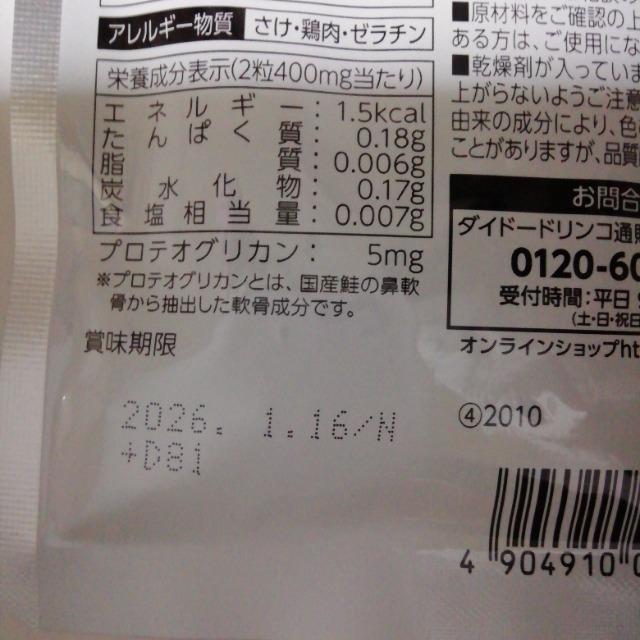 アレルギー物質 さけ・鶏肉・ゼラチン
栄養成分表示(2粒400mg当たり)
エネルギー:1.5kcal
たんぱく質:0.18g
脂質:0.006g
炭水化物:0.17g
食塩相当量:0.007g
プロテオグリカン: 5mg
※プロテオグリカンとは、国産鮭の鼻軟
骨から抽出した軟骨成分です。
賞味期限
2026. 1.16/N
+D81
■原材料をご確認の上
ある方は、ご使用にな
■乾燥剤が入っていま
上がらないようご注意
由来の成分により、色
ことがありますが、品質
お問合
ダイドードリンコ通販
0120-60
受付時間:平日
(土・日・祝日
オンラインショップht
④2010
4 904910 0